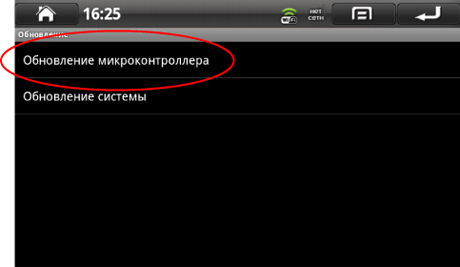 16:25
нет
сети
Обновление
Обновление микроконтроллера
Обновление системы